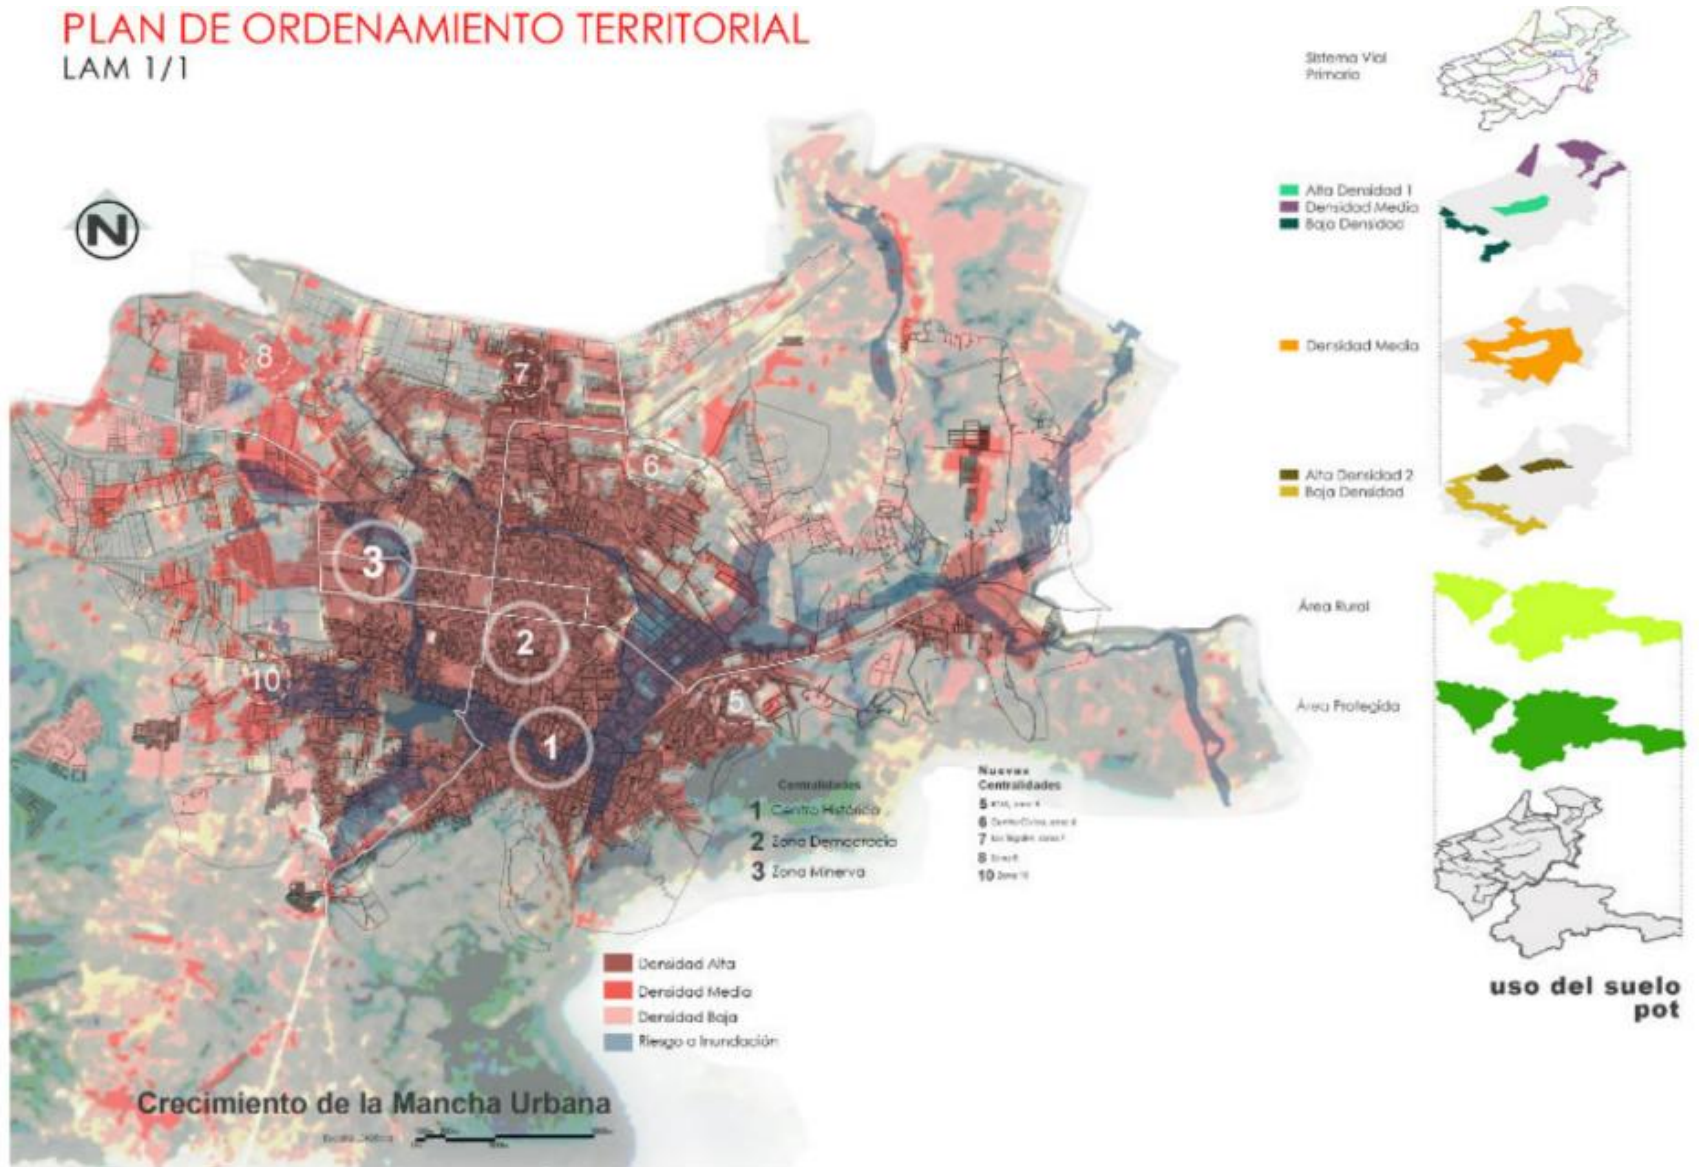 PLAN DE ORDENAMIENTO TERRITORIAL
LAM 1/1
N
Sistema Vial
Primario
Alta Densidad 1
Densidad Media
Baja Densidad
Densidad Media
Alta Densidad 2
Baja Densidad
Área Rural
Área Protegida
uso del suelo
pot
8
7
6
3
2
10
5
1
Centralidades
1 Centro Histórico
2 Zona Democracia
3 Zona Minerva
Nuevas
Centralidades
5
6
7
8
10
Densidad Alta
Densidad Media
Densidad Baja
Riesgo a Inundación
Crecimiento de la Mancha Urbana